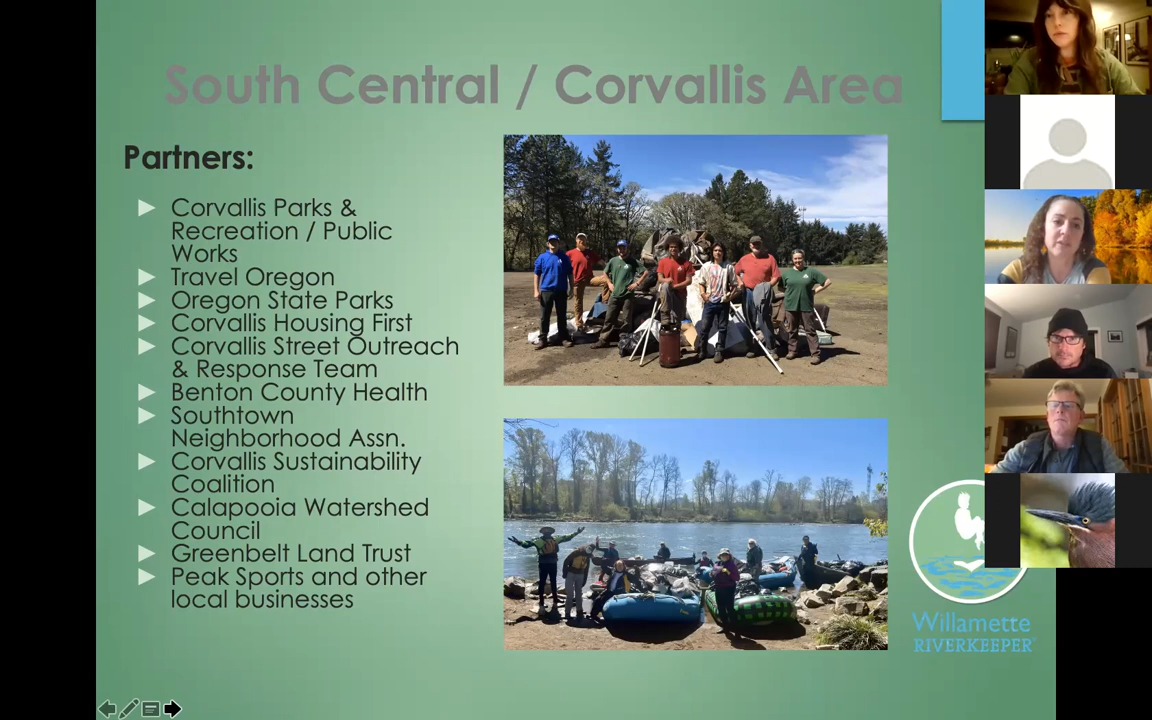 South Central / Corvallis Area
Partners:
Corvallis Parks &
Recreation / Public
Works
Travel Oregon
Oregon State Parks
Corvallis Housing First
Corvallis Street Outreach
& Response Team
Benton County Health
Southtown
Neighborhood Assn.
Corvallis Sustainability
Coalition
Calapooia Watershed
Council
Greenbelt Land Trust
Peak Sports and other
local businesses
Willamette
RIVERKEEPER